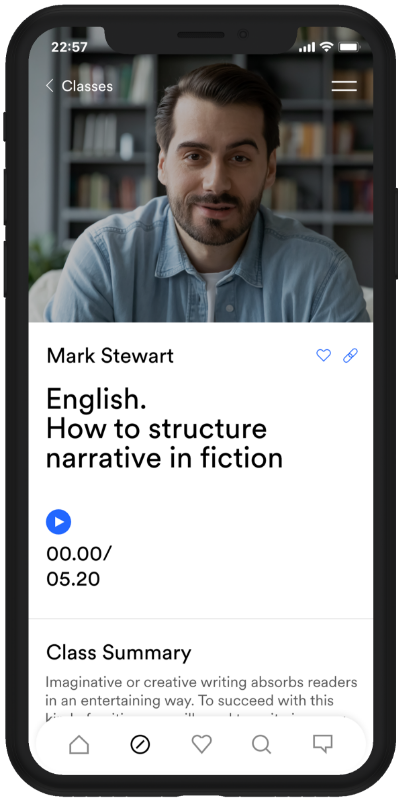 22:57
Classes
Mark Stewart
English.
How to structure
narrative in fiction
00.00/
05.20
Class Summary
Imaginative or creative writing absorbs readers
in an entertaining way. To succeed with this